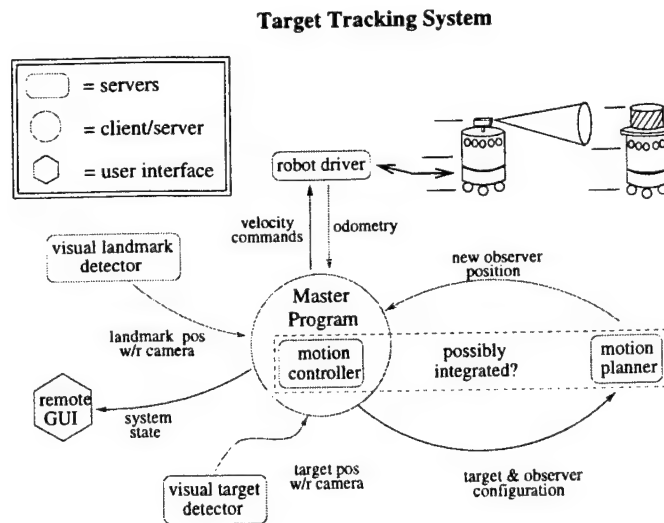 Target Tracking System
= servers
= client/server
= user interface
robot driver
velocity
commands
odometry
visual landmark
detector
new observer
position
Master
Program
landmark pos
w/r camera
motion
controller
possibly
integrated?
motion
planner
remote
GUI
system
state
target pos
w/r camera
target & observer
configuration
visual target
detector